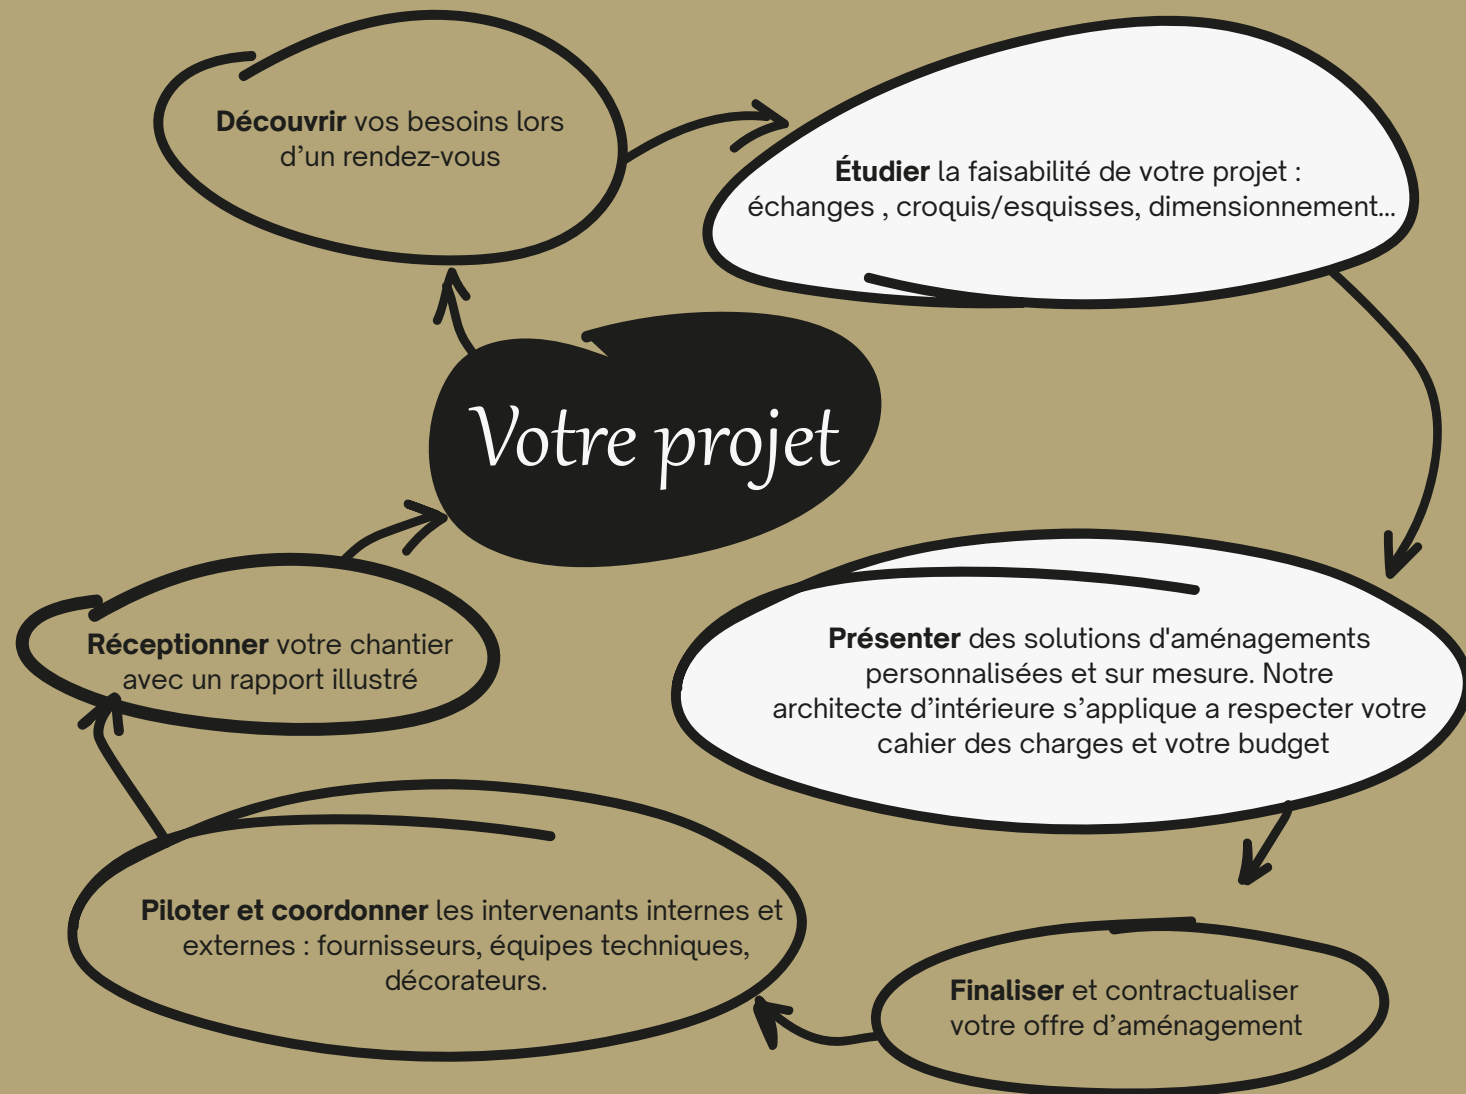 Découvrir vos besoins lors
d’un rendez-vous
Étudier la faisabilité de votre projet :
échanges , croquis/esquisses, dimensionnement...
Votre projet
Présenter des solutions d'aménagements
personnalisées et sur mesure. Notre
architecte d’intérieure s’applique a respecter votre
cahier des charges et votre budget
Réceptionner votre chantier
avec un rapport illustré
Piloter et coordonner les intervenants internes et
externes : fournisseurs, équipes techniques,
décorateurs.
Finaliser et contractualiser
votre offre d’aménagement